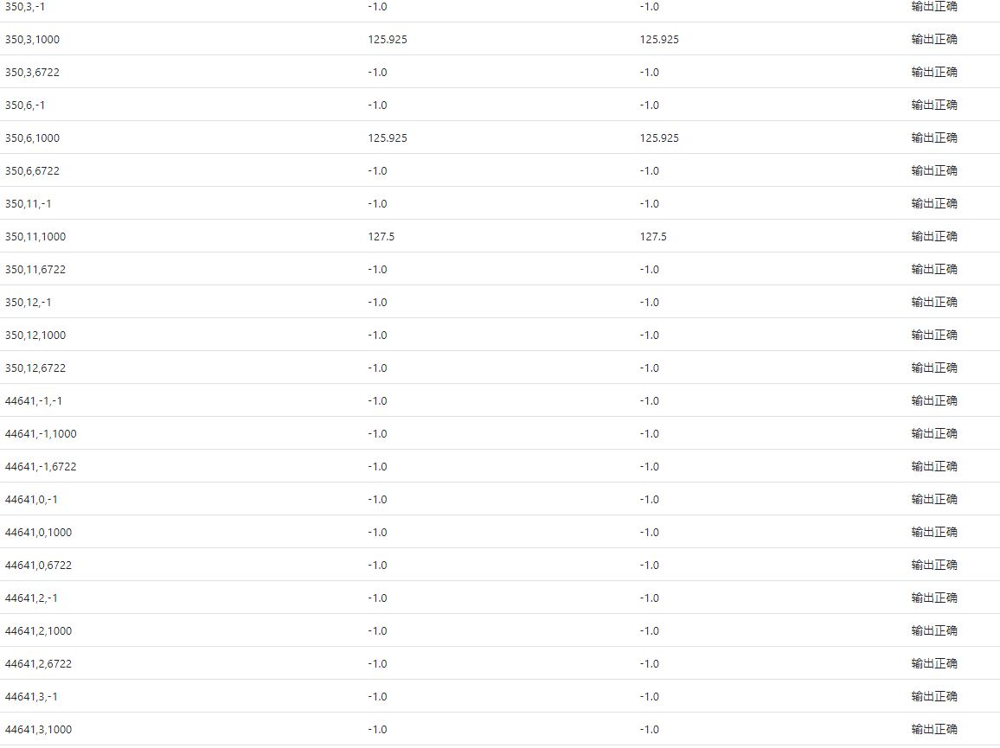 350,3,-1 -1.0 -1.0 输出正确
350,3,1000 125.925 125.925 输出正确
350,3,6722 -1.0 -1.0 输出正确
350,6,-1 -1.0 -1.0 输出正确
350,6,1000 125.925 125.925 输出正确
350,6,6722 -1.0 -1.0 输出正确
350,11,-1 -1.0 -1.0 输出正确
350,11,1000 127.5 127.5 输出正确
350,11,6722 -1.0 -1.0 输出正确
350,12,-1 -1.0 -1.0 输出正确
350,12,1000 -1.0 -1.0 输出正确
350,12,6722 -1.0 -1.0 输出正确
44641,-1,-1 -1.0 -1.0 输出正确
44641,-1,1000 -1.0 -1.0 输出正确
44641,-1,6722 -1.0 -1.0 输出正确
44641,0,-1 -1.0 -1.0 输出正确
44641,0,1000 -1.0 -1.0 输出正确
44641,0,6722 -1.0 -1.0 输出正确
44641,2,-1 -1.0 -1.0 输出正确
44641,2,1000 -1.0 -1.0 输出正确
44641,2,6722 -1.0 -1.0 输出正确
44641,3,-1 -1.0 -1.0 输出正确
44641,3,1000 -1.0 -1.0 输出正确